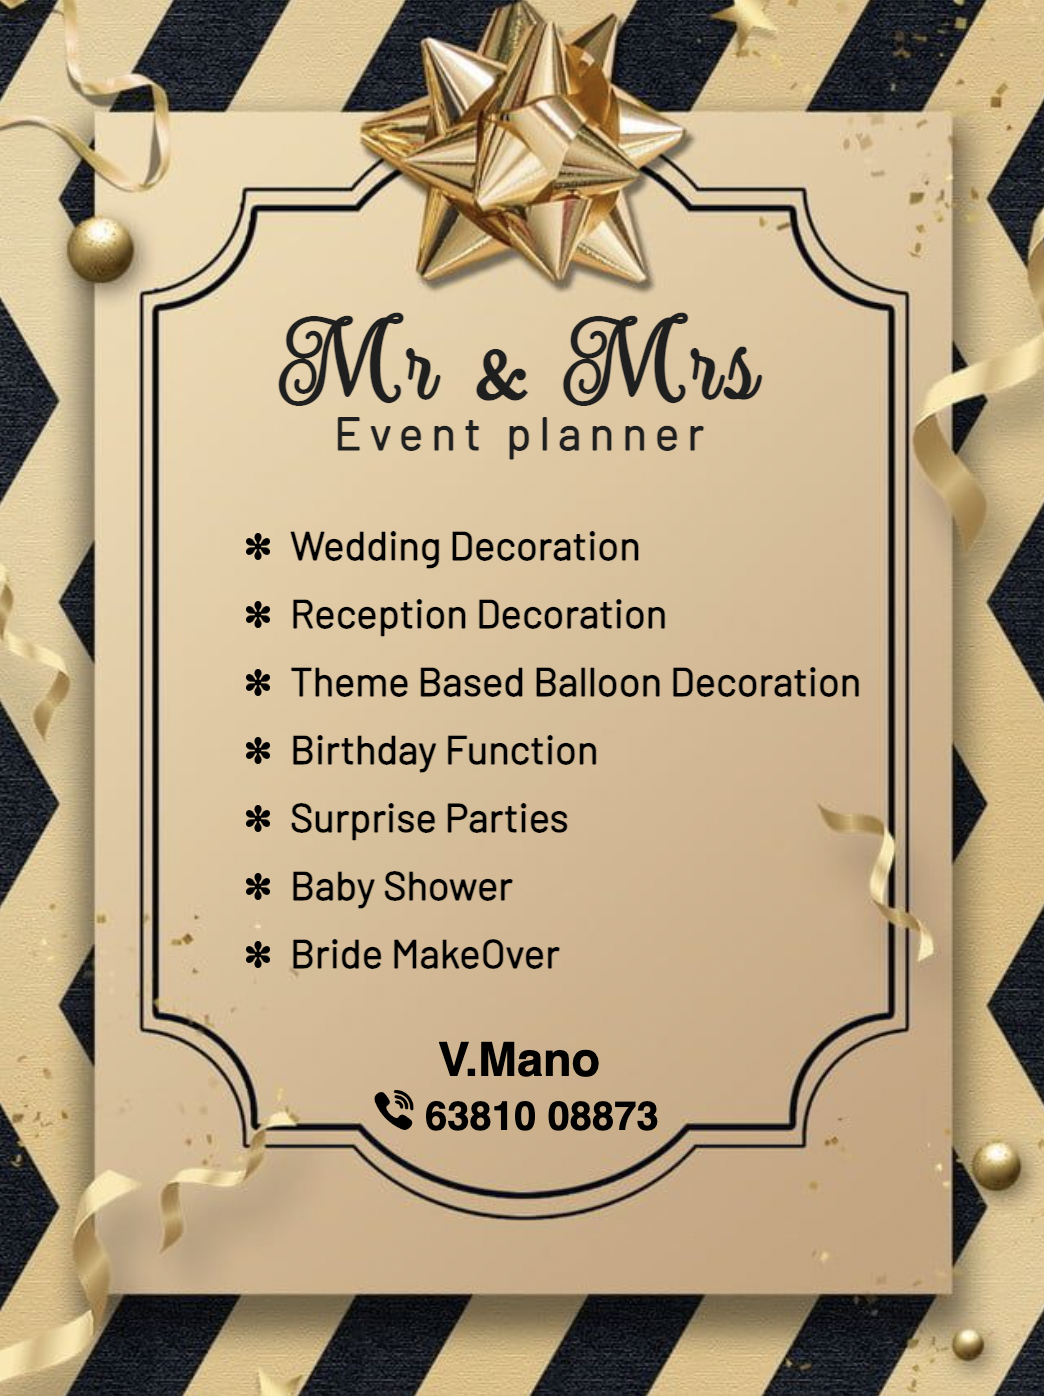 Mr & Mrs
Event planner
✽ Wedding Decoration
✽ Reception Decoration
✽ Theme Based Balloon Decoration
✽ Birthday Function
✽ Surprise Parties
✽ Baby Shower
✽ Bride MakeOver
V.Mano
63810 08873